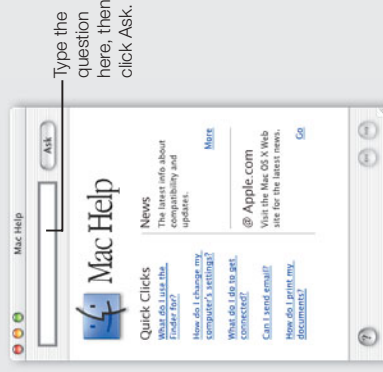 Type the
question
here, then
click Ask.
Mac Help
Ask
Mac Help
Quick Clicks
What do I use the
Finder for?
How do I change my
computer's settings?
What do I do to get
connected?
Can I send email?
How do I print my
documents?
News
The latest info about
compatibility and
updates.
More
@ Apple.com
Visit the Mac OS X Web
site for the latest news.
Go
?